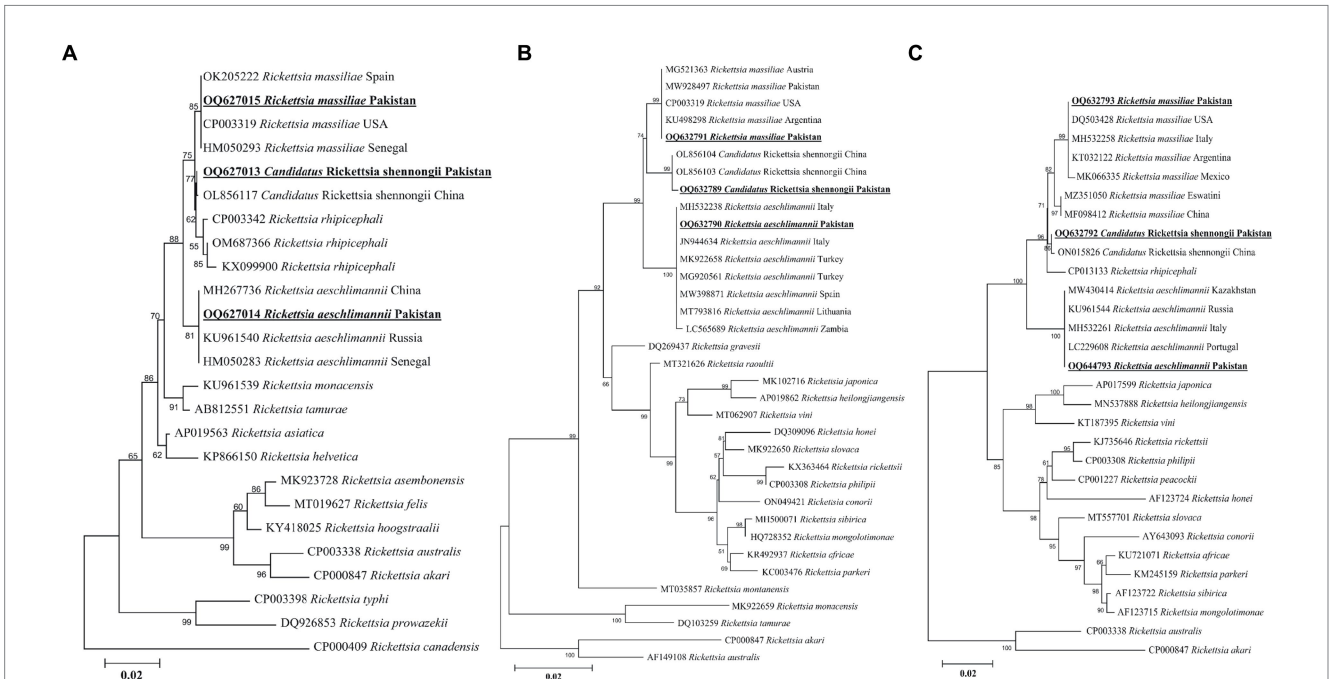 A
OK205222 Rickettsia massiliae Spain
85
OQ627015 Rickettsia massiliae Pakistan
CP003319 Rickettsia massiliae USA
HM050293 Rickettsia massiliae Senegal
75
OQ627013 Candidatus Rickettsia shennongii Pakistan
77
OL856117 Candidatus Rickettsia shennongii China
62
CP003342 Rickettsia rhipicephali
88
OM687366 Rickettsia rhipicephali
55
KX099900 Rickettsia rhipicephali
85
MH267736 Rickettsia aeschlimannii China
OQ627014 Rickettsia aeschlimannii Pakistan
70
81
KU961540 Rickettsia aeschlimannii Russia
HM050283 Rickettsia aeschlimannii Senegal
86
KU961539 Rickettsia monacensis
91
AB812551 Rickettsia tamurae
AP019563 Rickettsia asiatica
62
KP866150 Rickettsia helvetica
65
MK923728 Rickettsia asembonensis
86
MT019627 Rickettsia felis
60
KY418025 Rickettsia hoogstraalii
99
CP003338 Rickettsia australis
96
CP000847 Rickettsia akari
CP003398 Rickettsia typhi
99
DQ926853 Rickettsia prowazekii
CP000409 Rickettsia canadensis
0.02
B
MG521363 Rickettsia massiliae Austria
MW928497 Rickettsia massiliae Pakistan
99
CP003319 Rickettsia massiliae USA
KU498298 Rickettsia massiliae Argentina
74
OQ632791 Rickettsia massiliae Pakistan
OL856104 Candidatus Rickettsia shennongii China
99
OL856103 Candidatus Rickettsia shennongii China
OQ632789 Candidatus Rickettsia shennongii Pakistan
99
MH532238 Rickettsia aeschlimannii Italy
OQ632790 Rickettsia aeschlimannii Pakistan
JN944634 Rickettsia aeschlimannii Italy
MK922658 Rickettsia aeschlimannii Turkey
100
MG920561 Rickettsia aeschlimannii Turkey
92
MW398871 Rickettsia aeschlimannii Spain
MT793816 Rickettsia aeschlimannii Lithuania
LC565689 Rickettsia aeschlimannii Zambia
DQ269437 Rickettsia gravesii
66
MT321626 Rickettsia raoultii
MK102716 Rickettsia japonica
99
AP019862 Rickettsia heilongjiangensis
73
99
MT062907 Rickettsia vini
DQ309096 Rickettsia honei
81
99
MK922650 Rickettsia slovaca
57
99
KX363464 Rickettsia rickettsii
62
99
CP003308 Rickettsia philipii
ON049421 Rickettsia conorii
96
MH500071 Rickettsia sibirica
98
HQ728352 Rickettsia mongolotimonae
51
KR492937 Rickettsia africae
69
KC003476 Rickettsia parkeri
MT035857 Rickettsia montanensis
MK922659 Rickettsia monacensis
100
DQ103259 Rickettsia tamurae
CP000847 Rickettsia akari
100
AF149108 Rickettsia australis
0.02
C
OQ632793 Rickettsia massiliae Pakistan
DQ503428 Rickettsia massiliae USA
99
MH532258 Rickettsia massiliae Italy
KT032122 Rickettsia massiliae Argentina
82
MK066335 Rickettsia massiliae Mexico
MZ351050 Rickettsia massiliae Eswatini
71
97
MF098412 Rickettsia massiliae China
96
OQ632792 Candidatus Rickettsia shennongii Pakistan
ON015826 Candidatus Rickettsia shennongii China
CP013133 Rickettsia rhipicephali
100
MW430414 Rickettsia aeschlimannii Kazakhstan
KU961544 Rickettsia aeschlimannii Russia
MH532261 Rickettsia aeschlimannii Italy
100
LC229608 Rickettsia aeschlimannii Portugal
OQ644793 Rickettsia aeschlimannii Pakistan
AP017599 Rickettsia japonica
100
MN537888 Rickettsia heilongjiangensis
98
KT187395 Rickettsia vini
KJ735646 Rickettsia rickettsii
95
85
CP003308 Rickettsia philipii
61
CP001227 Rickettsia peacockii
78
AF123724 Rickettsia honei
98
MT557701 Rickettsia slovaca
95
AY643093 Rickettsia conorii
97
KU721071 Rickettsia africae
66
KM245159 Rickettsia parkeri
98
AF123722 Rickettsia sibirica
90
AF123715 Rickettsia mongolotimonae
CP003338 Rickettsia australis
100
CP000847 Rickettsia akari
0.02